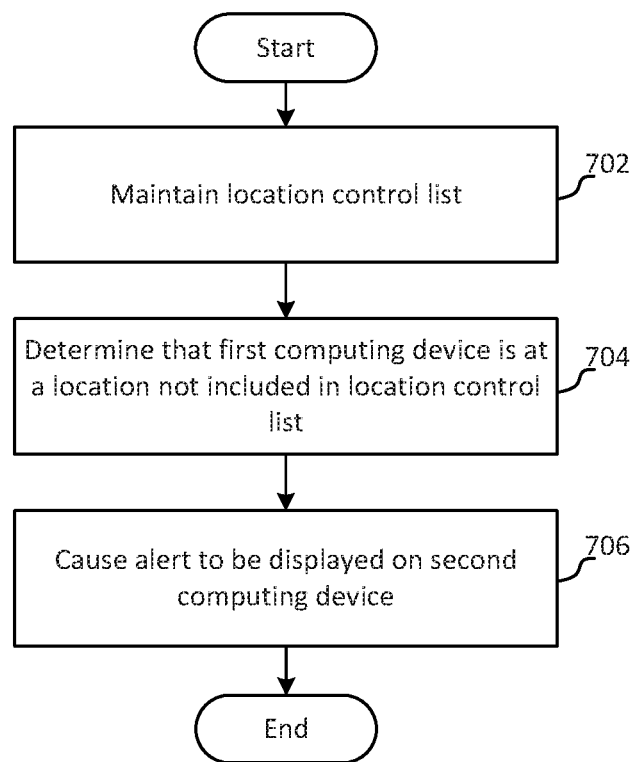 Start
Maintain location control list
702
Determine that first computing device is at
a location not included in location control
list
704
Cause alert to be displayed on second
computing device
706
End